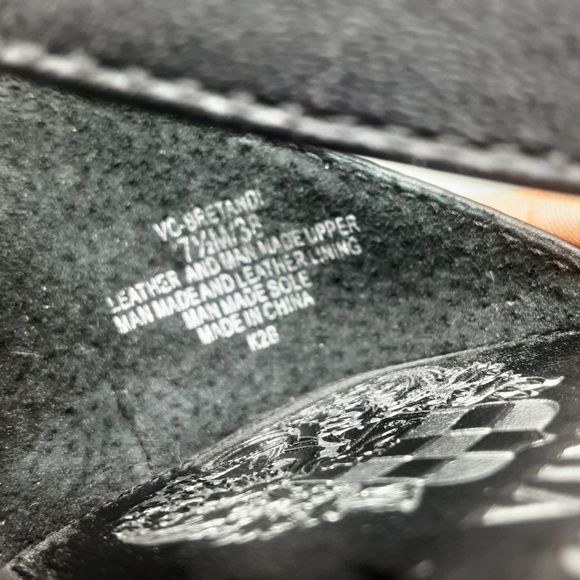 VC-BRETANDI
7½M/38
LEATHER AND MAN MADE UPPER
MAN MADE AND LEATHER LINING
MAN MADE SOLE
MADE IN CHINA
K28